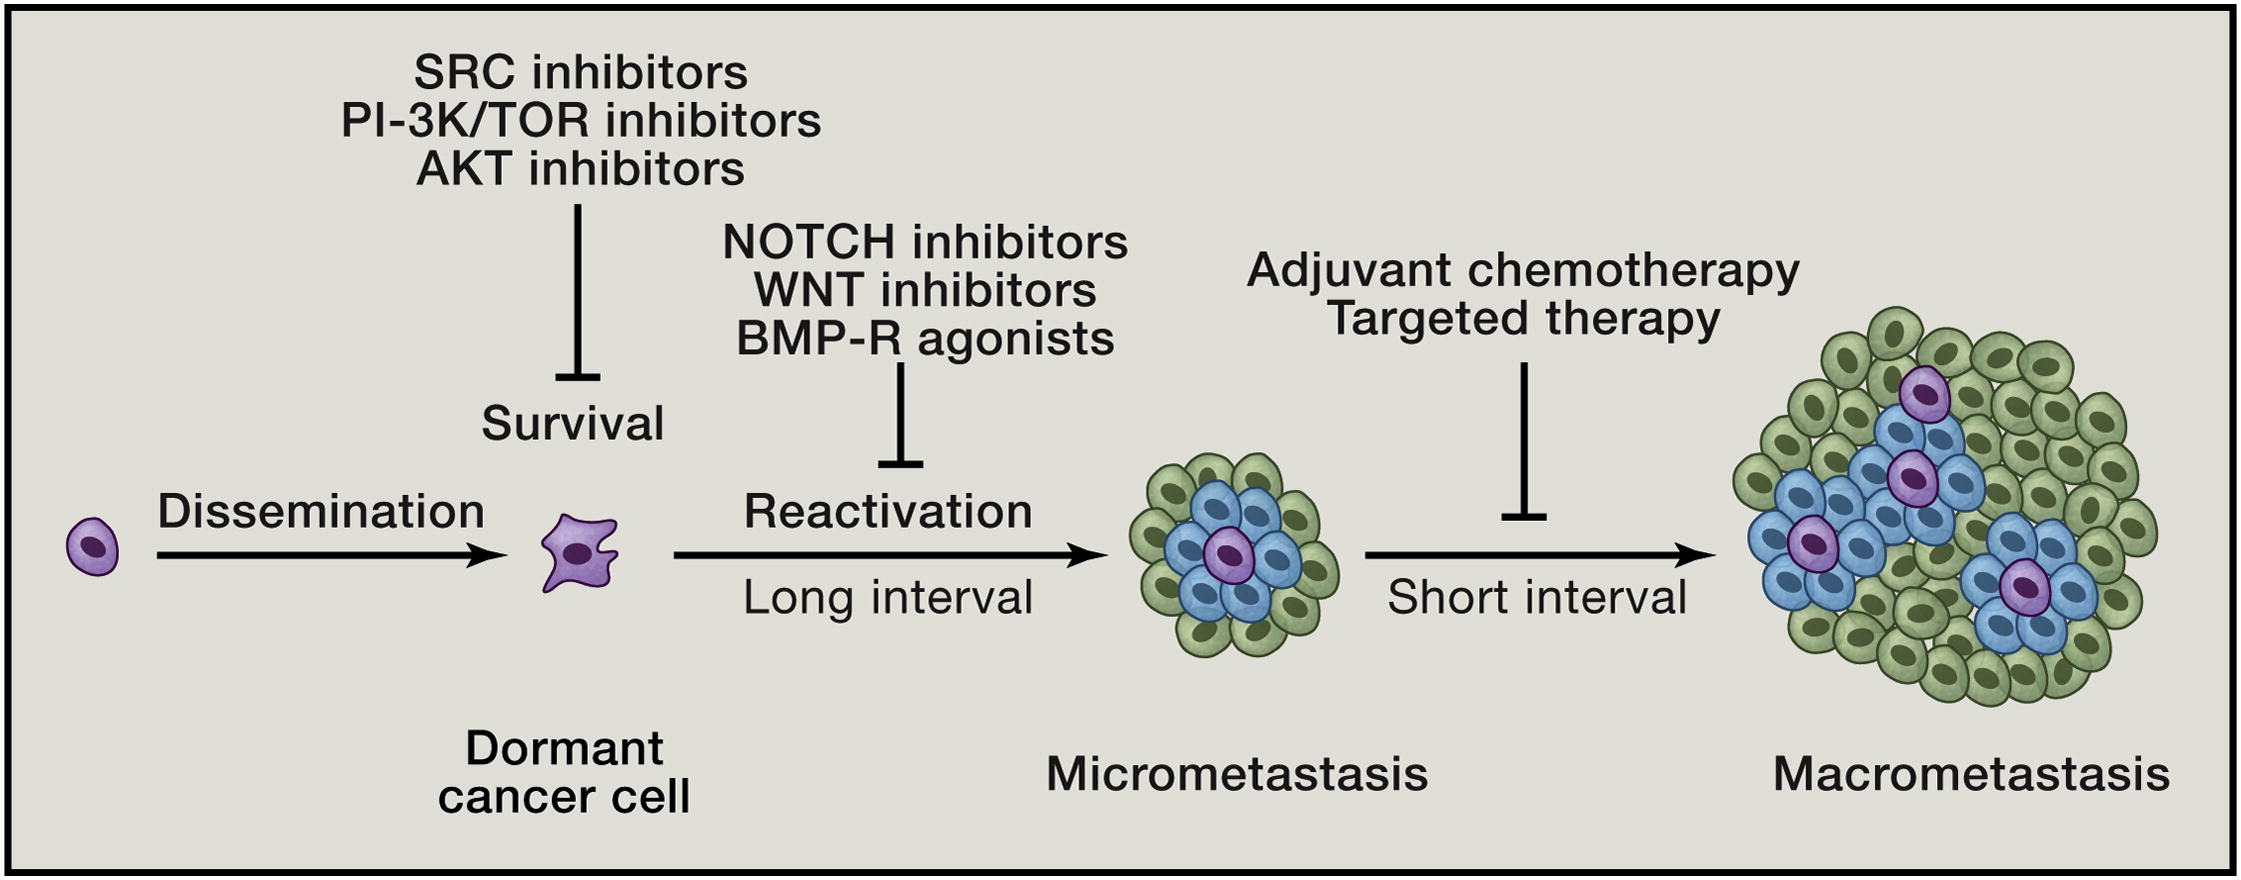 SRC inhibitors
PI-3K/TOR inhibitors
AKT inhibitors
NOTCH inhibitors
WNT inhibitors
BMP-R agonists
Adjuvant chemotherapy
Targeted therapy
Survival
Dissemination
Reactivation
Long interval
Short interval
Dormant
cancer cell
Micrometastasis
Macrometastasis